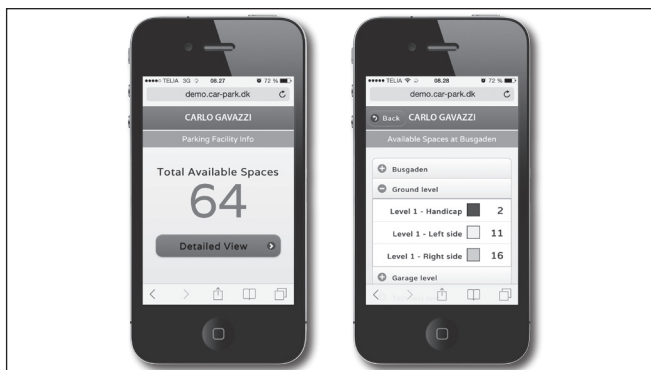 TELIA 3G 08.27 72 %
demo.car-park.dk
CARLO GAVAZZI
Parking Facility Info
Total Available Spaces
64
Detailed View
TELIA 08.28 72 %
demo.car-park.dk
Back CARLO GAVAZZI
Available Spaces at Busgaden
Busgaden
Ground level
Level 1 - Handicap 2
Level 1 - Left side 11
Level 1 - Right side 16
Garage level